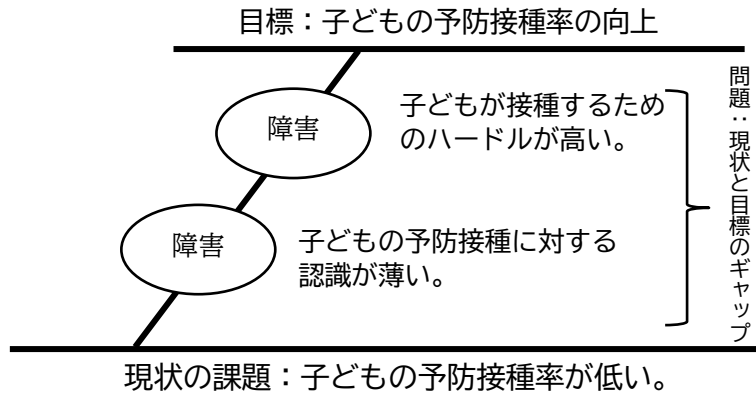 目標：子どもの予防接種率の向上
障害
子どもが接種するため
のハードルが高い。
障害
子どもの予防接種に対する
認識が薄い。
問題：現状と目標のギャップ
現状の課題：子どもの予防接種率が低い。